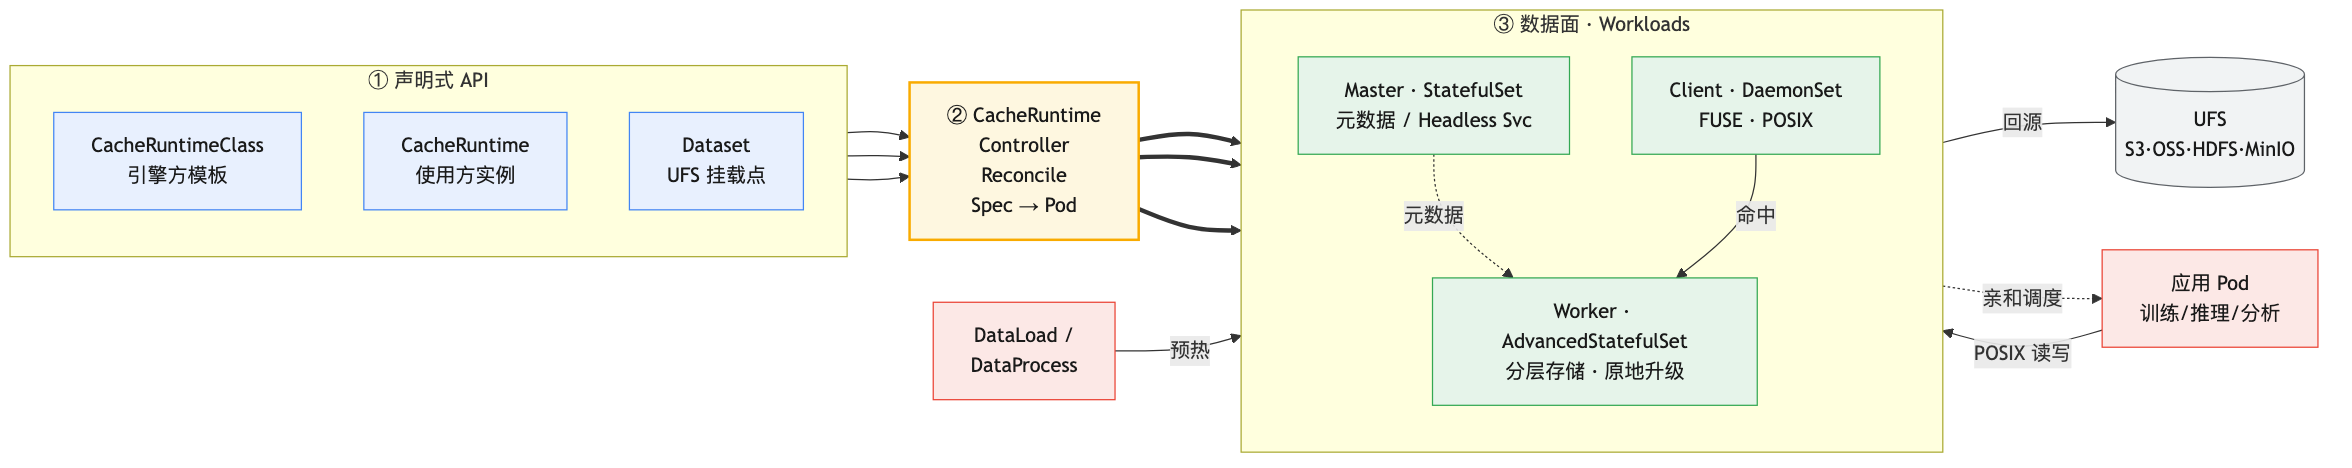 ① 声明式 API
CacheRuntimeClass
引擎方模板
CacheRuntime
使用方实例
Dataset
UFS 挂载点
② CacheRuntime
Controller
Reconcile
Spec → Pod
DataLoad /
DataProcess
预热
③ 数据面 · Workloads
Master · StatefulSet
元数据 / Headless Svc
Client · DaemonSet
FUSE · POSIX
元数据
命中
Worker ·
AdvancedStatefulSet
分层存储 · 原地升级
回源
UFS
S3·OSS·HDFS·MinIO
亲和调度
POSIX 读写
应用 Pod
训练/推理/分析